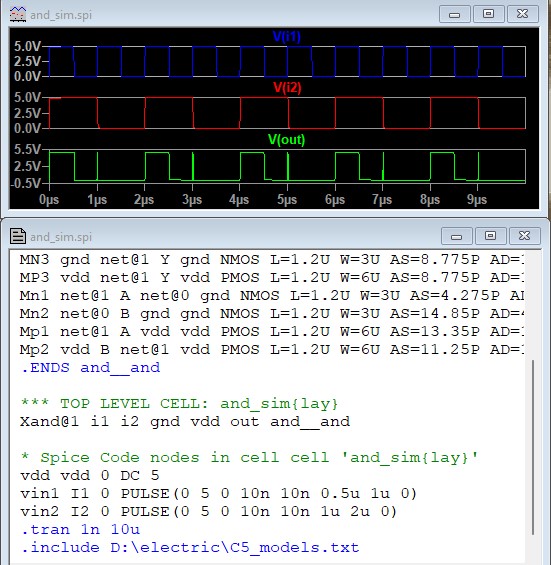 and_sim.spi
V(i1)
5.0V
2.5V
0.0V
V(i2)
5.0V
2.5V
0.0V
V(out)
5.5V
2.5V
-0.5V
0µs 1µs 2µs 3µs 4µs 5µs 6µs 7µs 8µs 9µs
and_sim.spi
MN3 gnd net@1 Y gnd NMOS L=1.2U W=3U AS=8.775P AD=
MP3 vdd net@1 Y vdd PMOS L=1.2U W=6U AS=8.775P AD=
Mn1 net@1 A net@0 gnd NMOS L=1.2U W=3U AS=4.275P
Mn2 net@0 B gnd gnd NMOS L=1.2U W=3U AS=14.85P AD=
Mp1 net@1 A vdd vdd PMOS L=1.2U W=6U AS=13.35P AD=
Mp2 vdd B net@1 vdd PMOS L=1.2U W=6U AS=11.25P AD=
.ENDS and__and
*** TOP LEVEL CELL: and_sim{lay}
Xand@1 i1 i2 gnd vdd out and__and
* Spice Code nodes in cell cell 'and_sim{lay}'
vdd vdd 0 DC 5
vin1 I1 0 PULSE(0 5 0 10n 10n 0.5u 1u 0)
vin2 I2 0 PULSE(0 5 0 10n 10n 1u 2u 0)
.tran 1n 10u
.include D:\electric\C5_models.txt